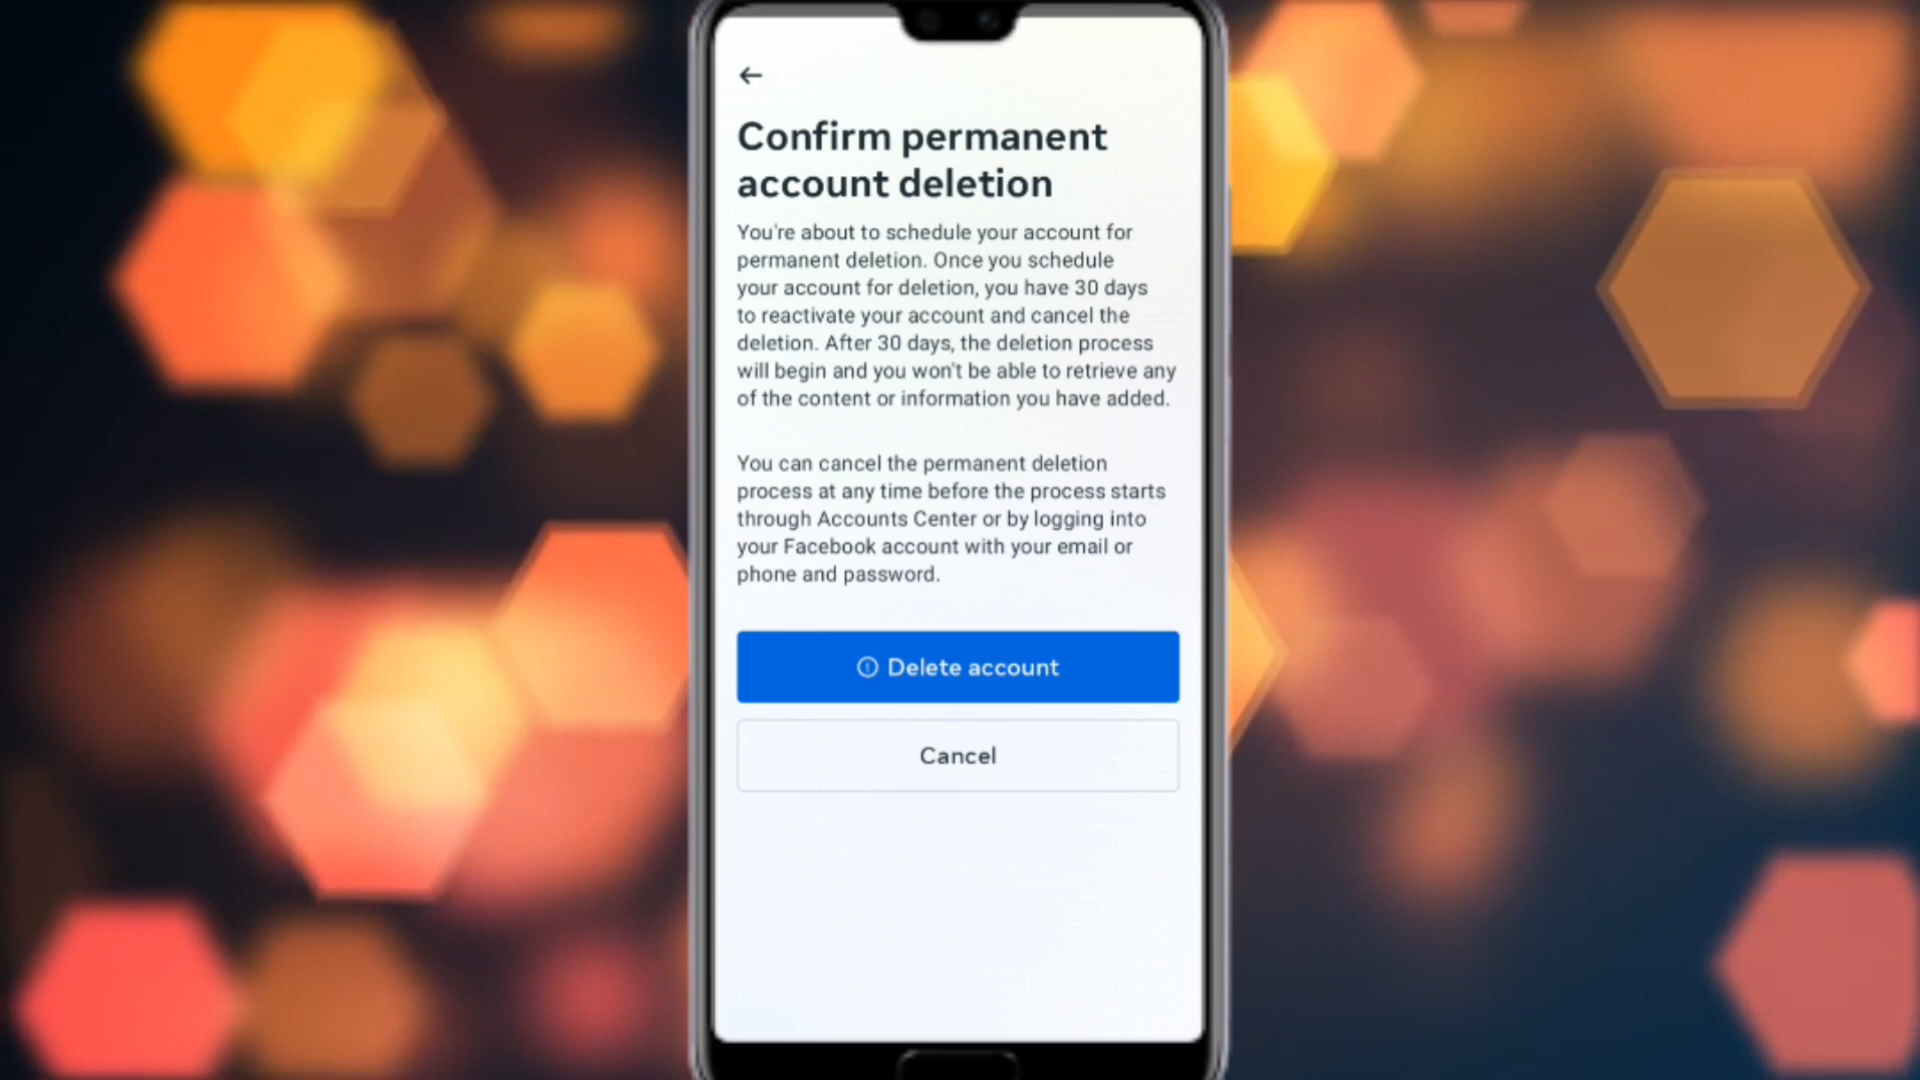 Confirm permanent
account deletion
You're about to schedule your account for
permanent deletion. Once you schedule
your account for deletion, you have 30 days
to reactivate your account and cancel the
deletion. After 30 days, the deletion process
will begin and you won't be able to retrieve any
of the content or information you have added.
You can cancel the permanent deletion
process at any time before the process starts
through Accounts Center or by logging into
your Facebook account with your email or
phone and password.
Delete account
Cancel